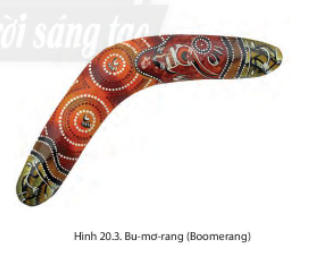 ời sáng tạo
Hình 20.3. Bu-mơ-rang (Boomerang)